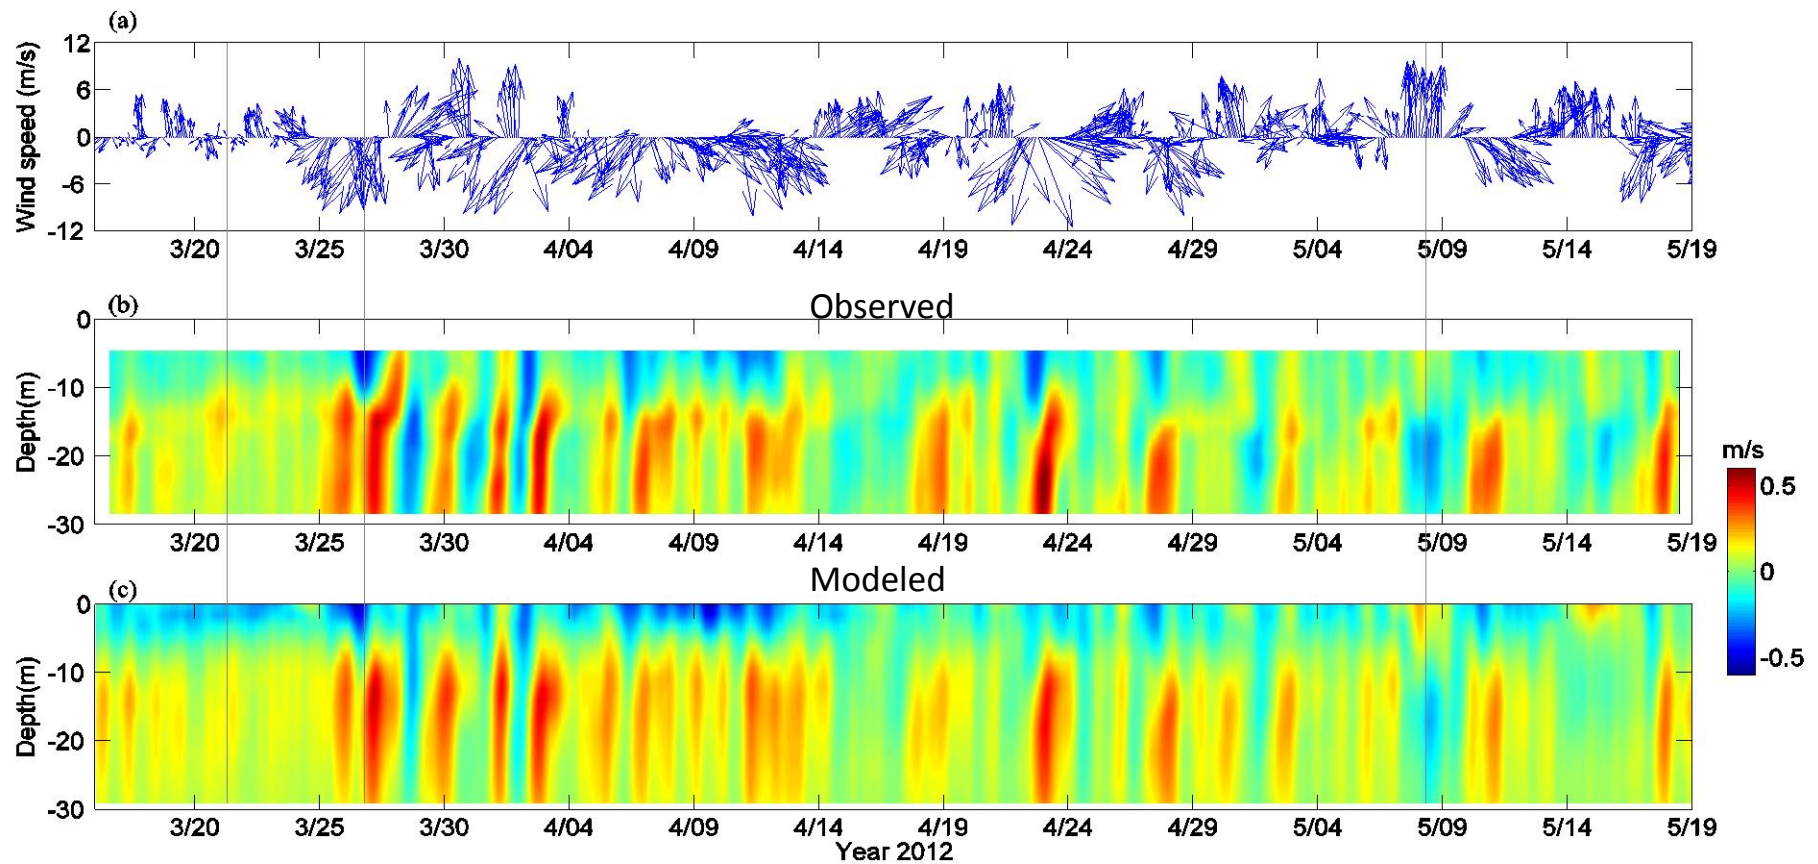 (a)
Wind speed (m/s)
12
6
0
-6
-12
3/20 3/25 3/30 4/04 4/09 4/14 4/19 4/24 4/29 5/04 5/09 5/14 5/19
(b)
Observed
Depth(m)
0
-10
-20
-30
3/20 3/25 3/30 4/04 4/09 4/14 4/19 4/24 4/29 5/04 5/09 5/14 5/19
m/s
0.5
0
-0.5
(c)
Modeled
Depth(m)
0
-10
-20
-30
3/20 3/25 3/30 4/04 4/09 4/14 4/19 4/24 4/29 5/04 5/09 5/14 5/19
Year 2012